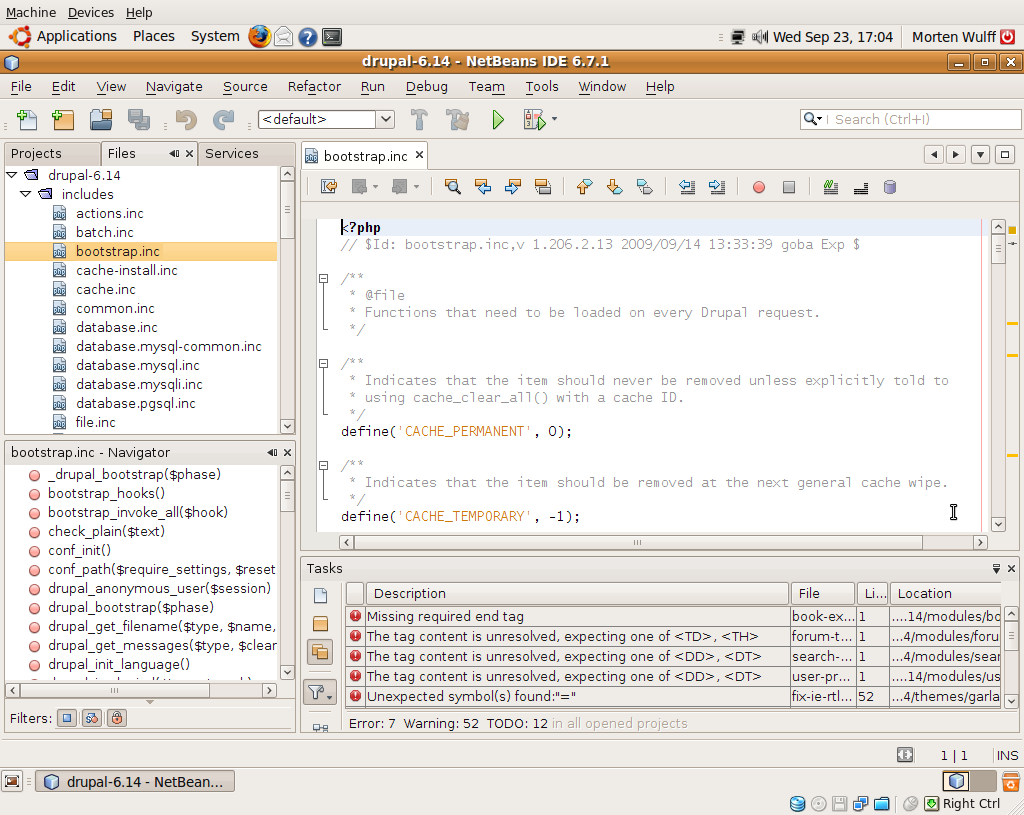 Machine Devices Help
Applications Places System Wed Sep 23, 17:04 Morten Wulff
drupal-6.14 - NetBeans IDE 6.7.1
File Edit View Navigate Source Refactor Run Debug Team Tools Window Help
<default> Search (Ctrl+I)
Projects Files Services
drupal-6.14
includes
actions.inc
batch.inc
bootstrap.inc
cache-install.inc
cache.inc
common.inc
database.inc
database.mysql-common.inc
database.mysql.inc
database.mysqli.inc
database.pgsql.inc
file.inc
bootstrap.inc - Navigator
_drupal_bootstrap($phase)
bootstrap_hooks()
bootstrap_invoke_all($hook)
check_plain($text)
conf_init()
conf_path($require_settings, $reset
drupal_anonymous_user($session)
drupal_bootstrap($phase)
drupal_get_filename($type, $name,
drupal_get_messages($type, $clear
drupal_init_language()
Filters:
bootstrap.inc
<?php
// $Id: bootstrap.inc,v 1.206.2.13 2009/09/14 13:33:39 goba Exp $
/**
* @file
* Functions that need to be loaded on every Drupal request.
*/
/**
* Indicates that the item should never be removed unless explicitly told to
* using cache_clear_all() with a cache ID.
*/
define('CACHE_PERMANENT', 0);
/**
* Indicates that the item should be removed at the next general cache wipe.
*/
define('CACHE_TEMPORARY', -1);
Tasks
Description File Li... Location
Missing required end tag book-ex... 1 ....14/modules/bo
The tag content is unresolved, expecting one of <TD>, <TH> forum-t... 1 ...4/modules/foru
The tag content is unresolved, expecting one of <DD>, <DT> search-... 1 ...4/modules/sear
The tag content is unresolved, expecting one of <DD>, <DT> user-pr... 1 ....14/modules/us
Unexpected symbol(s) found:"=" fix-ie-rtl... 52 ...4/themes/garla
Error: 7 Warning: 52 TODO: 12 in all opened projects
1 | 1 INS
drupal-6.14 - NetBean...
Right Ctrl